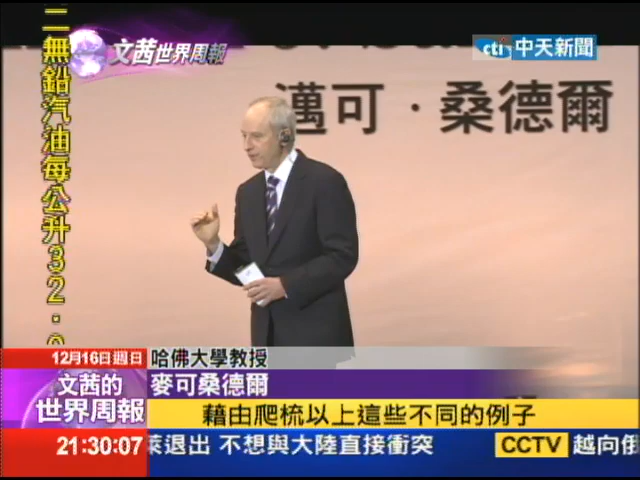 二無鉛汽油每公升32.
文茜世界周報
cti 中天新聞
邁可·桑德爾
12月16日週日
哈佛大學教授
文茜的
世界周報
麥可桑德爾
藉由爬梳以上這些不同的例子
21:30:07
菜退出 不想與大陸直接衝突
CCTV
越向俄